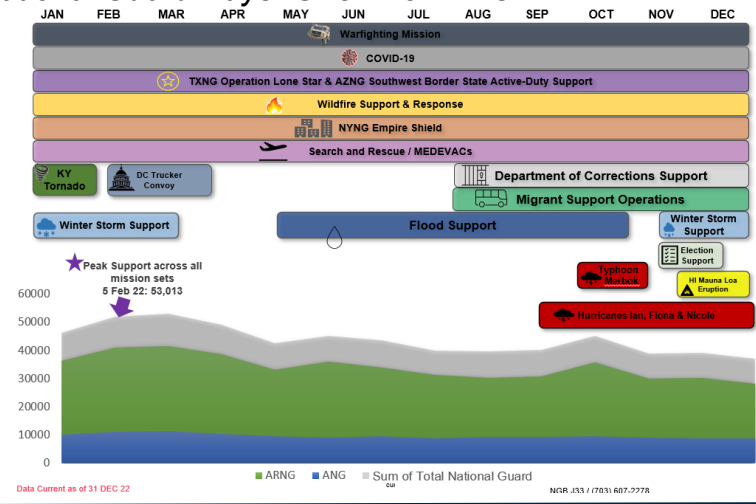 JAN FEB MAR APR MAY JUN JUL AUG SEP OCT NOV DEC
Warfighting Mission
COVID-19
TXNG Operation Lone Star & AZNG Southwest Border State Active-Duty Support
Wildfire Support & Response
NYNG Empire Shield
Search and Rescue / MEDEVACs
KY
Tornado
DC Trucker
Convoy
Department of Corrections Support
Migrant Support Operations
Winter Storm Support
Flood Support
Winter Storm
Support
Election
Support
Typhoon
Merbok
HI Mauna Loa
Eruption
Hurricanes Ian, Fiona & Nicole
Peak Support across all
mission sets
5 Feb 22: 53,013
60000
50000
40000
30000
20000
10000
0
ARNG ANG Sum of Total National Guard
CUI
Data Current as of 31 DEC 22
NGB J33 / (703) 607-2278